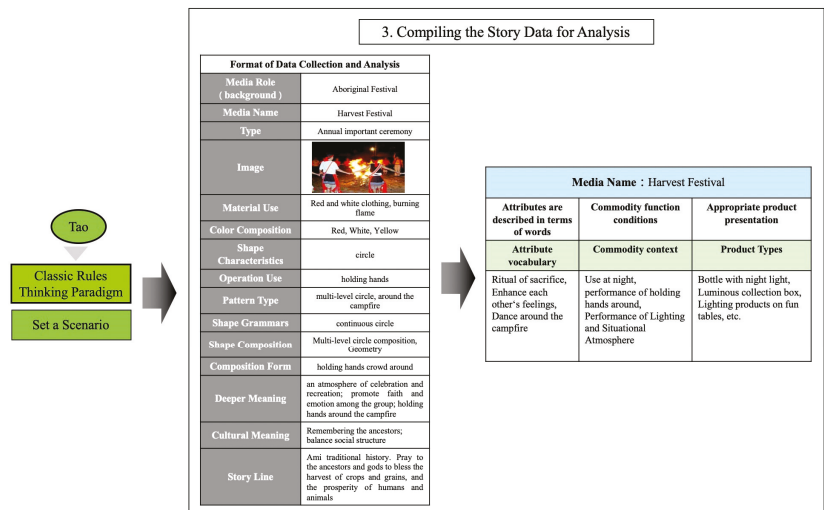 3. Compiling the Story Data for Analysis
Tao
Classic Rules
Thinking Paradigm
Set a Scenario
Format of Data Collection and Analysis
Media Role
( background )
Aboriginal Festival
Media Name
Harvest Festival
Type
Annual important ceremony
Image
Material Use
Red and white clothing, burning
flame
Color Composition
Red, White, Yellow
Shape
Characteristics
circle
Operation Use
holding hands
Pattern Type
multi-level circle, around the
campfire
Shape Grammars
continuous circle
Shape Composition
Multi-level circle composition,
Geometry
Composition Form
holding hands crowd around
Deeper Meaning
an atmosphere of celebration and
recreation; promote faith and
emotion among the group; holding
hands around the campfire
Cultural Meaning
Remembering the ancestors;
balance social structure
Story Line
Ami traditional history. Pray to
the ancestors and gods to bless the
harvest of crops and grains, and
the prosperity of humans and
animals
Media Name：Harvest Festival
Attributes are
described in terms
of words
Commodity function
conditions
Appropriate product
presentation
Attribute
vocabulary
Commodity context
Product Types
Ritual of sacrifice,
Enhance each
other's feelings,
Dance around the
campfire
Use at night,
performance of holding
hands around,
Performance of Lighting
and Situational
Atmosphere
Bottle with night light,
Luminous collection box,
Lighting products on fun
tables, etc.